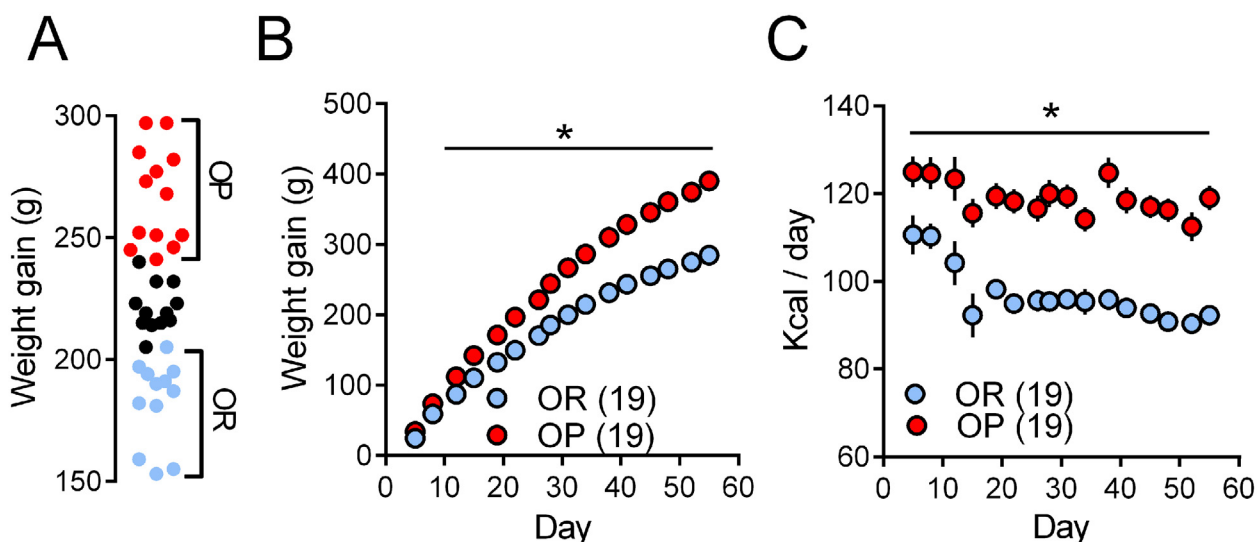 A
Weight gain (g)
300
250
200
150
OP
OR
B
Weight gain (g)
500
400
300
200
100
0
*
OR (19)
OP (19)
0 10 20 30 40 50 60
Day
C
Kcal / day
140
120
100
80
60
*
OR (19)
OP (19)
0 10 20 30 40 50 60
Day